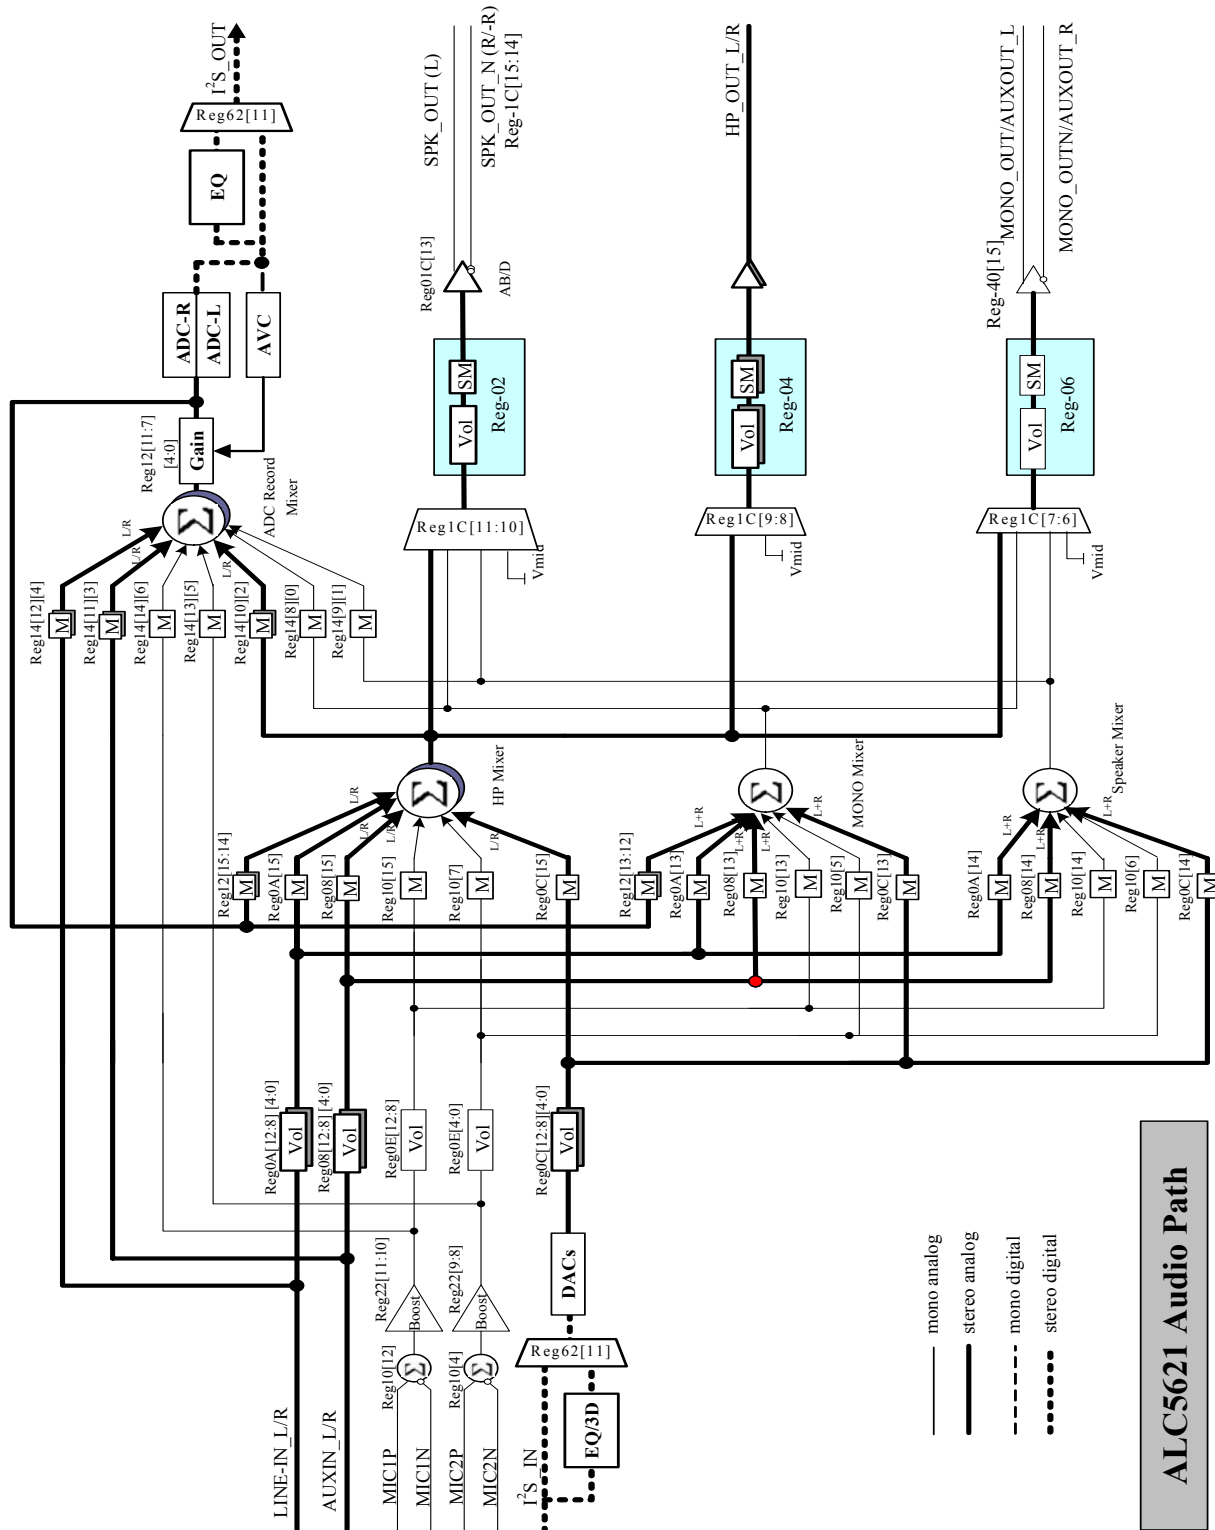 LINE-IN_L/R
AUXIN_L/R
MIC1P
MIC1N
MIC2P
MIC2N
I2S_IN
EQ/3D
Reg62[11]
DACs
Reg10[12]
Σ
Reg10[4]
Σ
Reg22[11:10]
Boost
Reg22[9:8]
Boost
Reg0A[12:8] [4:0]
Vol
Reg08[12:8] [4:0]
Vol
Reg0E[12:8]
Vol
Reg0E[4:0]
Vol
Reg0C[12:8][4:0]
Vol
Reg12[15:14]
M
Reg0A[15]
M
Reg08[15]
M
Reg10[15]
M
Reg10[7]
M
Reg0C[15]
M
L/R
L/R
L/R
L/R
Σ
HP Mixer
Reg12[13:12]
M
Reg0A[13]
M
Reg08[13]
M
Reg10[13]
M
Reg10[5]
M
Reg0C[13]
M
L+R
L+R
L+R
L+R
Σ
MONO Mixer
Reg0A[14]
M
Reg08[14]
M
Reg10[14]
M
Reg10[6]
M
Reg0C[14]
M
L+R
L+R
L+R
Σ
Speaker Mixer
Reg14[12][4]
M
Reg14[11][3]
M
Reg14[14][6]
M
Reg14[13][5]
M
Reg14[10][2]
M
Reg14[8][0]
M
Reg14[9][1]
M
L/R
L/R
L/R
Σ
ADC Record
Mixer
Reg12[11:7]
[4:0]
Gain
ADC-R
ADC-L
AVC
EQ
Reg62[11]
I2S_OUT
Reg1C[11:10]
Vmid
Vol
SM
Reg-02
Reg01C[13]
AB/D
SPK_OUT (L)
SPK_OUT_N (R/-R)
Reg-1C[15:14]
Reg1C[9:8]
Vmid
Vol
SM
Reg-04
HP_OUT_L/R
Reg1C[7:6]
Vmid
Vol
SM
Reg-06
Reg-40[15]
MONO_OUT/AUXOUT_L
MONO_OUTN/AUXOUT_R
mono analog
stereo analog
mono digital
stereo digital
ALC5621 Audio Path